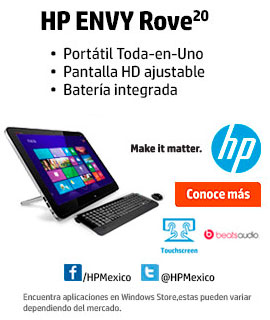 HP ENVY Rove20
• Portátil Toda-en-Uno
• Pantalla HD ajustable
• Batería integrada
Make it matter.
hp
Conoce más
Touchscreen
beatsaudio
f /HPMexico
@HPMexico
Encuentra aplicaciones en Windows Store,estas pueden variar
dependiendo del mercado.